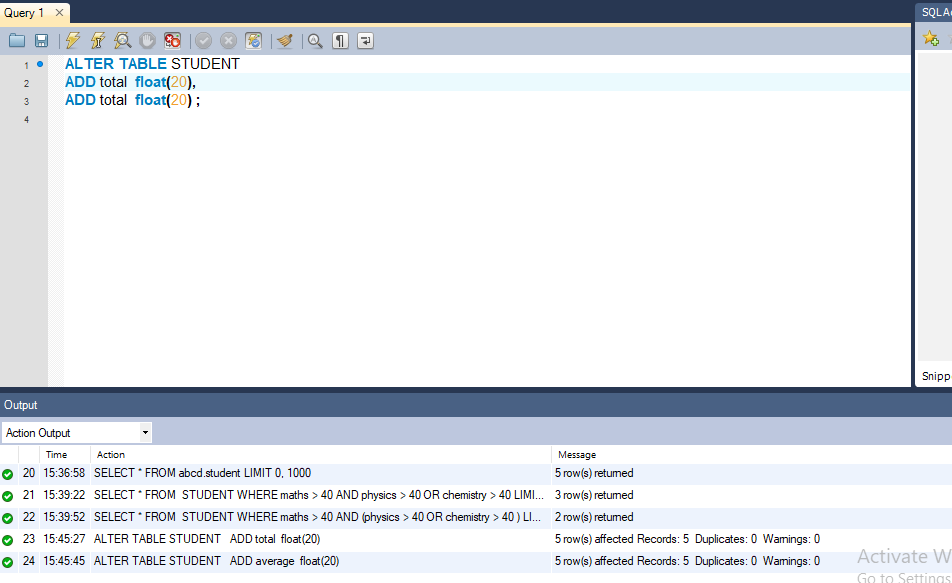 Query 1
SQLAc
1 ALTER TABLE STUDENT
2 ADD total float(20),
3 ADD total float(20) ;
4
Snipp
Output
Action Output
Time Action Message
20 15:36:58 SELECT * FROM abcd.student LIMIT 0, 1000 5 row(s) returned
21 15:39:22 SELECT * FROM STUDENT WHERE maths > 40 AND physics > 40 OR chemistry > 40 LIMI... 3 row(s) returned
22 15:39:52 SELECT * FROM STUDENT WHERE maths > 40 AND (physics > 40 OR chemistry > 40 ) LI... 2 row(s) returned
23 15:45:27 ALTER TABLE STUDENT ADD total float(20) 5 row(s) affected Records: 5 Duplicates: 0 Warnings: 0
24 15:45:45 ALTER TABLE STUDENT ADD average float(20) 5 row(s) affected Records: 5 Duplicates: 0 Warnings: 0
Activate W
Go to Settings